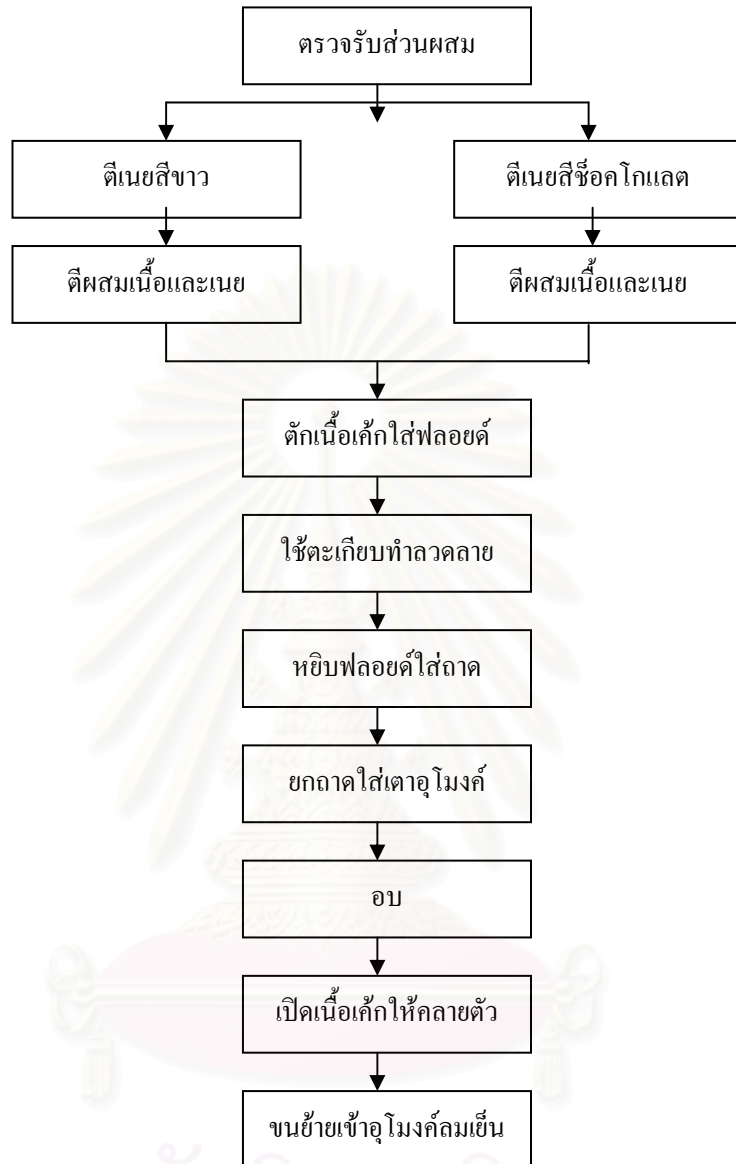 ตรวจรับส่วนผสม
ตีเนยสีขาว
ตีเนยสีช็อคโกแลต
ตีผสมเนื้อและเนย
ตีผสมเนื้อและเนย
ตักเนื้อเค้กใส่ฟลอยด์
ใช้ตะเกียบทำลวดลาย
หยิบฟลอยด์ใส่ถาด
ยกถาดใส่เตาอุโมงค์
อบ
เปิดเนื้อเค้กให้คลายตัว
ขนย้ายเข้าอุโมงค์ลมเย็น